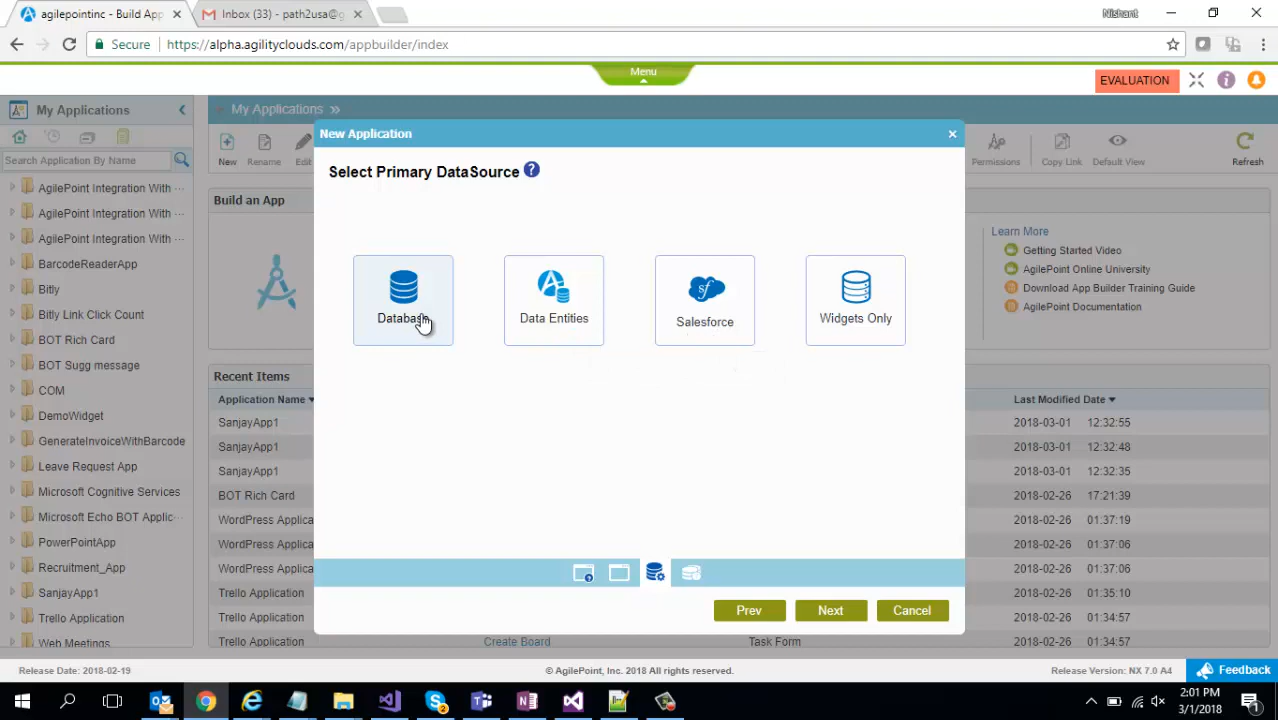 agilepointinc - Build App
Inbox (33) - path2usa@g
Nishant
Secure
https://alpha.agilityclouds.com/appbuilder/index
Menu
EVALUATION
My Applications
My Applications »
Search Application By Name
New
Rename
Edit
Permissions
Copy Link
Default View
Refresh
AgilePoint Integration With ...
AgilePoint Integration With ...
AgilePoint Integration With ...
BarcodeReaderApp
Bitly
Bitly Link Click Count
BOT Rich Card
BOT Sugg message
COM
DemoWidget
GenerateInvoiceWithBarcode
Leave Request App
Microsoft Cognitive Services
Microsoft Echo BOT Applic...
PowerPointApp
Recruitment_App
SanjayApp1
Trello Application
Web Meetings
Build an App
Learn More
Getting Started Video
AgilePoint Online University
Download App Builder Training Guide
AgilePoint Documentation
Recent Items
Application Name
Last Modified Date
SanjayApp1
2018-03-01 12:32:55
SanjayApp1
2018-03-01 12:32:48
SanjayApp1
2018-03-01 12:32:35
BOT Rich Card
2018-02-26 17:21:39
WordPress Applica
2018-02-26 01:37:19
WordPress Applica
2018-02-26 01:37:06
WordPress Applica
2018-02-26 01:37:06
Trello Application
2018-02-26 01:35:10
Trello Application
2018-02-26 01:34:57
Trello Application
Create Board
Task Form
2018-02-26 01:34:57
New Application
Select Primary DataSource
Database
Data Entities
Salesforce
Widgets Only
Prev
Next
Cancel
Release Date: 2018-02-19
© AgilePoint, Inc. 2018 All rights reserved.
Release Version: NX 7.0 A4
Feedback
2:01 PM
3/1/2018